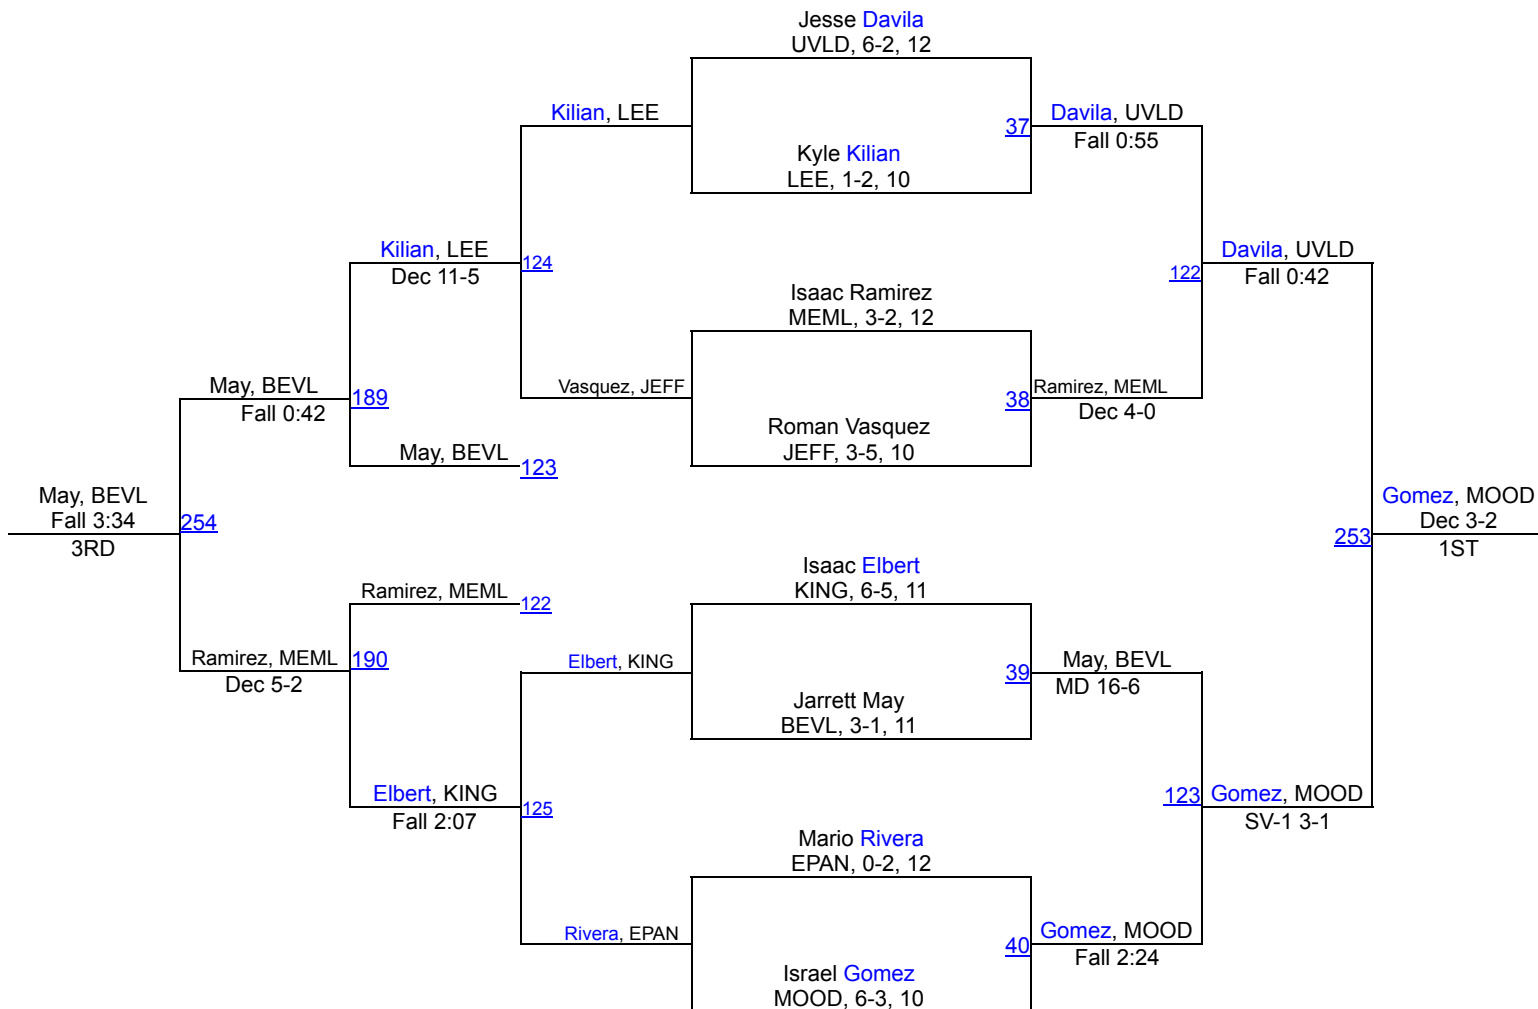 Jesse Davila
UVLD, 6-2, 12
Kilian, LEE
37
Davila, UVLD
Fall 0:55
Kyle Kilian
LEE, 1-2, 10
Kilian, LEE
Dec 11-5
124
Davila, UVLD
Fall 0:42
122
Isaac Ramirez
MEML, 3-2, 12
May, BEVL
Fall 0:42
189
Vasquez, JEFF
38
Ramirez, MEML
Dec 4-0
Roman Vasquez
JEFF, 3-5, 10
May, BEVL
123
May, BEVL
Fall 3:34
3RD
254
253
Gomez, MOOD
Dec 3-2
1ST
Isaac Elbert
KING, 6-5, 11
Ramirez, MEML
122
Ramirez, MEML
Dec 5-2
190
Elbert, KING
39
May, BEVL
MD 16-6
Jarrett May
BEVL, 3-1, 11
Elbert, KING
Fall 2:07
125
123
Gomez, MOOD
SV-1 3-1
Mario Rivera
EPAN, 0-2, 12
Rivera, EPAN
40
Gomez, MOOD
Fall 2:24
Israel Gomez
MOOD, 6-3, 10